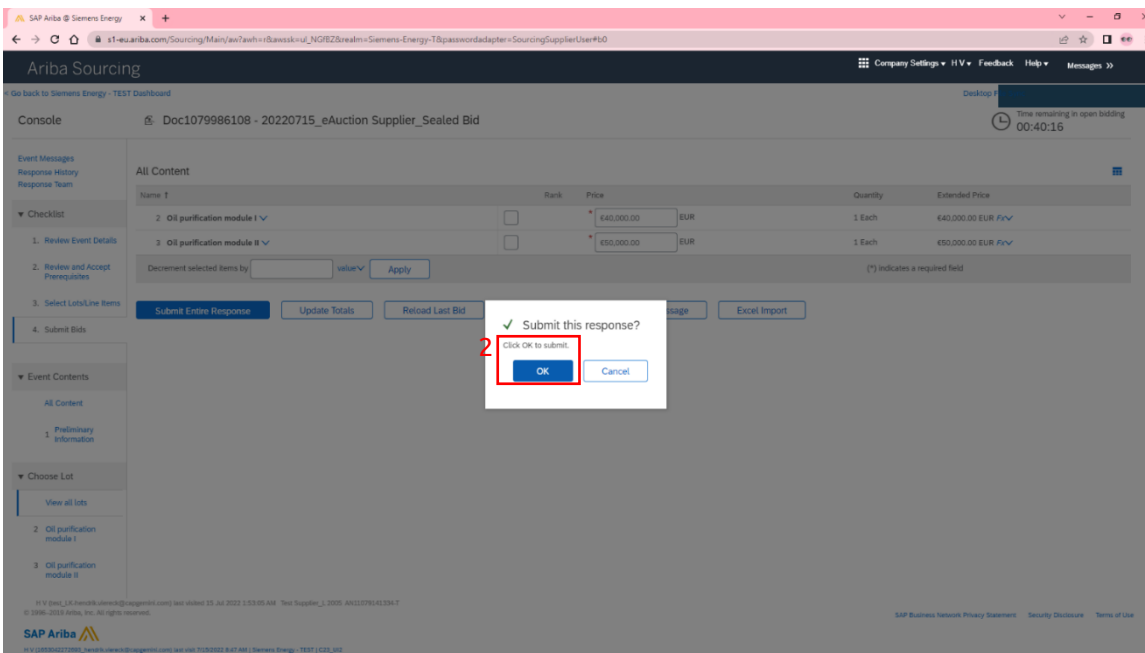 SAP Ariba @ Siemens Energy
s1-eu.ariba.com/Sourcing/Main/aw?awh=r&awssk=uI_NGfBZ&realm=Siemens-Energy-T&passwordadapter=SourcingSupplierUser#b0
Ariba Sourcing
Company Settings H V Feedback Help Messages
Go back to Siemens Energy - TEST Dashboard
Desktop F
Console
Doc1079986108 - 20220715_eAuction Supplier_Sealed Bid
Time remaining in open bidding
00:40:16
Event Messages
Response History
Response Team
All Content
Name ↑ Rank Price Quantity Extended Price
Checklist
2 Oil purification module I * €40,000.00 EUR 1 Each €40,000.00 EUR
1. Review Event Details
3 Oil purification module II * €50,000.00 EUR 1 Each €50,000.00 EUR
2. Review and Accept Prerequisites
Decrement selected items by value Apply (*) indicates a required field
3. Select Lots/Line Items
Submit Entire Response Update Totals Reload Last Bid ssage Excel Import
4. Submit Bids
✓ Submit this response?
2
Click OK to submit.
OK Cancel
Event Contents
All Content
1 Preliminary Information
Choose Lot
View all lots
2 Oil purification module I
3 Oil purification module II
SAP Business Network Privacy Statement Security Disclosure Terms of Use
SAP Ariba